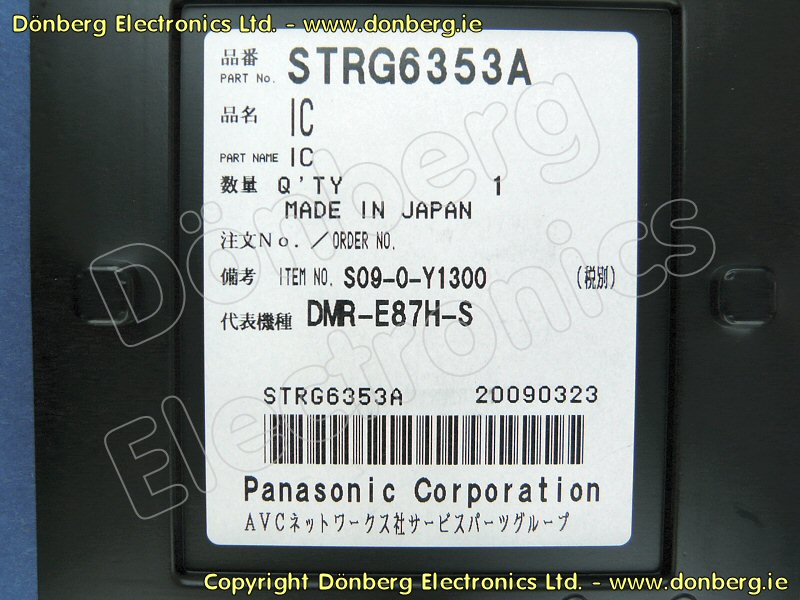 Dönberg Electronics Ltd. - www.donberg.ie
品番
PART No. STRG6353A
品名 IC
PART NAME IC
数量 Q'TY 1
MADE IN JAPAN
注文No./ORDER NO.
備考 ITEM NO. S09-0-Y1300 (税別)
代表機種 DMR-E87H-S
STRG6353A 20090323
Panasonic Corporation
AVCネットワークス社サービスパーツグループ
Dönberg
Electronics
Copyright Dönberg Electronics Ltd. - www.donberg.ie